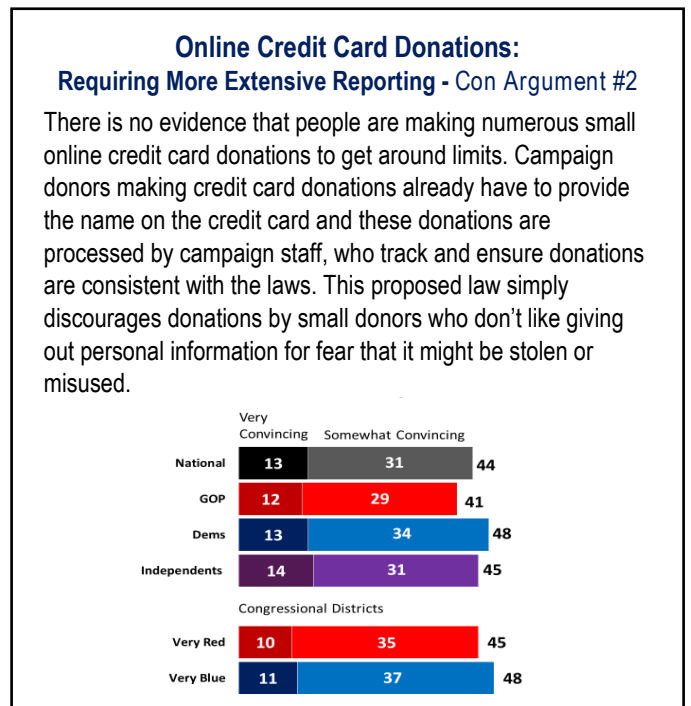 Online Credit Card Donations:
Requiring More Extensive Reporting - Con Argument #2
There is no evidence that people are making numerous small
online credit card donations to get around limits. Campaign
donors making credit card donations already have to provide
the name on the credit card and these donations are
processed by campaign staff, who track and ensure donations
are consistent with the laws. This proposed law simply
discourages donations by small donors who don’t like giving
out personal information for fear that it might be stolen or
misused.
Very
Convincing Somewhat Convincing
National 13 31 44
GOP 12 29 41
Dems 13 34 48
Independents 14 31 45
Congressional Districts
Very Red 10 35 45
Very Blue 11 37 48